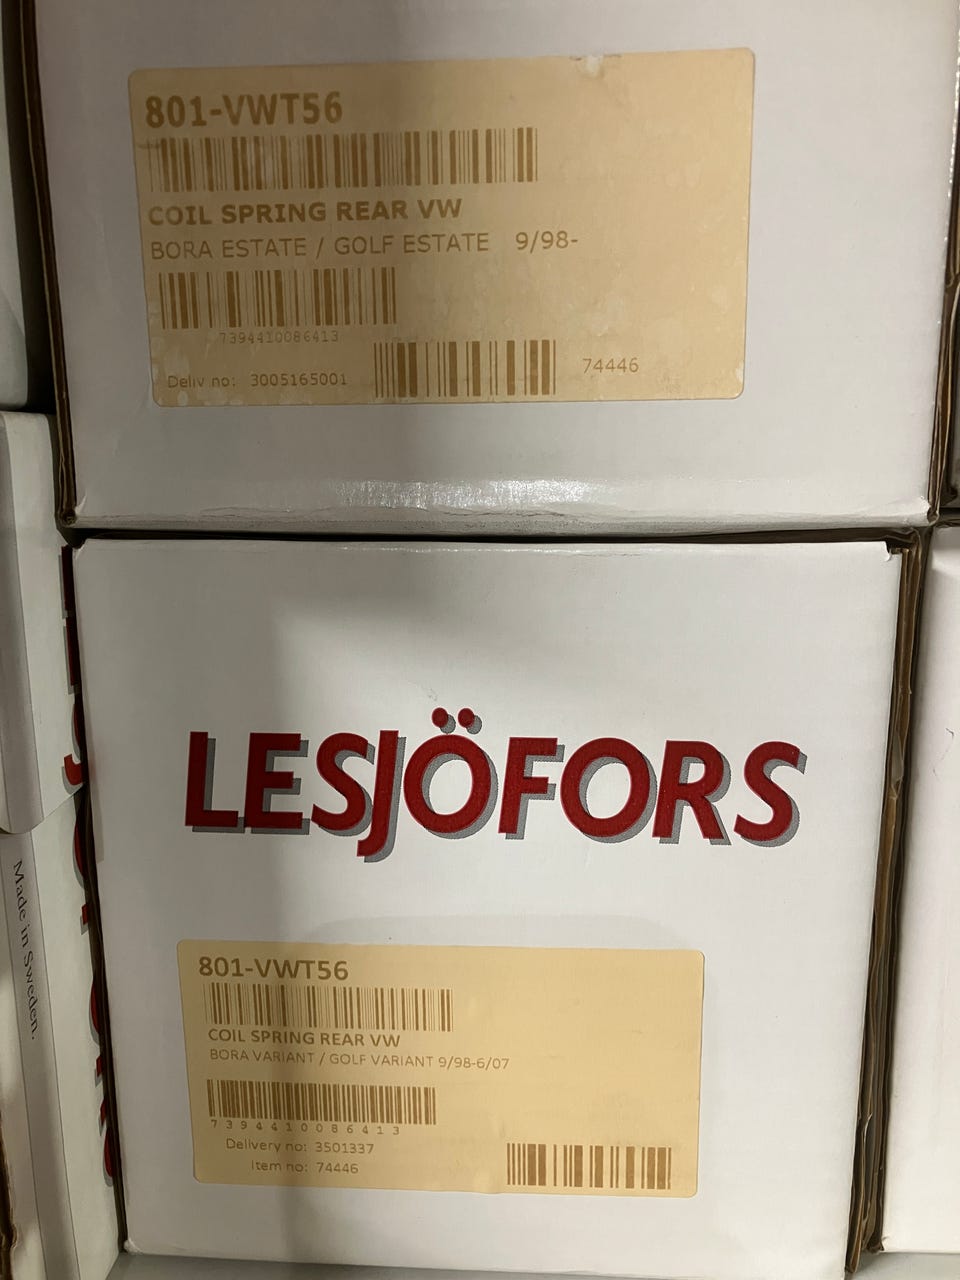 801-VWT56
COIL SPRING REAR VW
BORA ESTATE / GOLF ESTATE 9/98-
7394410086413
Deliv no: 3005165001
74446
LESJÖFORS
801-VWT56
COIL SPRING REAR VW
BORA VARIANT / GOLF VARIANT 9/98-6/07
7394410086413
Delivery no: 3501337
Item no: 74446
Made in Sweden.